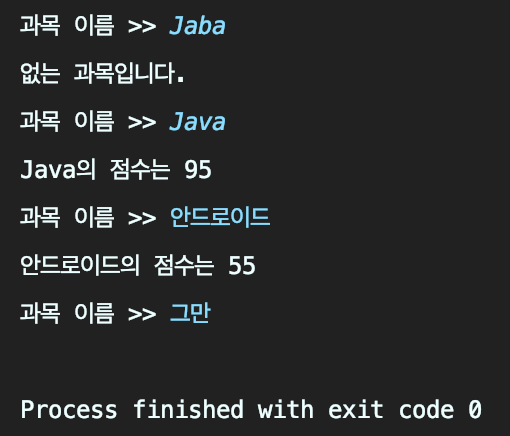 과목 이름 >> Jaba
없는 과목입니다.
과목 이름 >> Java
Java의 점수는 95
과목 이름 >> 안드로이드
안드로이드의 점수는 55
과목 이름 >> 그만
Process finished with exit code 0